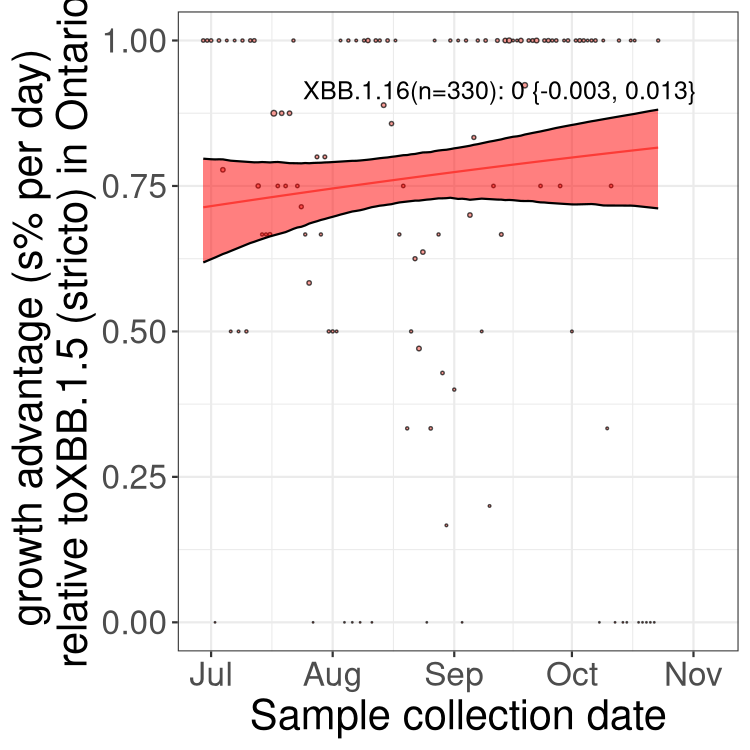 growth advantage (s% per day)
relative toXBB.1.5 (stricto) in Ontario
1.00
0.75
0.50
0.25
0.00
XBB.1.16(n=330): 0 {-0.003, 0.013}
Jul Aug Sep Oct Nov
Sample collection date